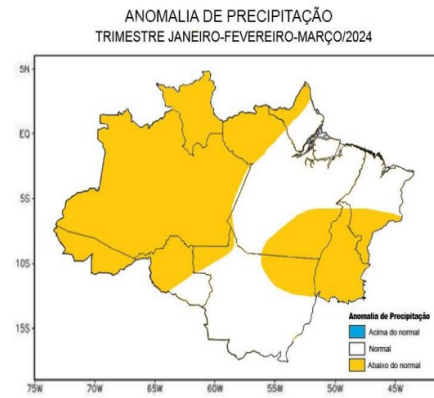 ANOMALIA DE PRECIPITAÇÃO
TRIMESTRE JANEIRO-FEVEREIRO-MARÇO/2024
5N
EQ
5S
10S
15S
Anomalia de Precipitação
Acima do normal
Normal
Abaixo do normal
75W 70W 65W 60W 55W 50W 45W